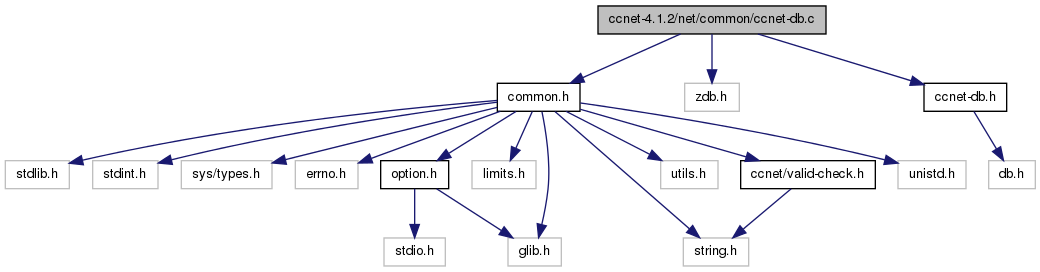 ccnet-4.1.2/net/common/ccnet-db.c
common.h
zdb.h
ccnet-db.h
stdlib.h
stdint.h
sys/types.h
errno.h
option.h
limits.h
utils.h
ccnet/valid-check.h
unistd.h
db.h
stdio.h
glib.h
string.h